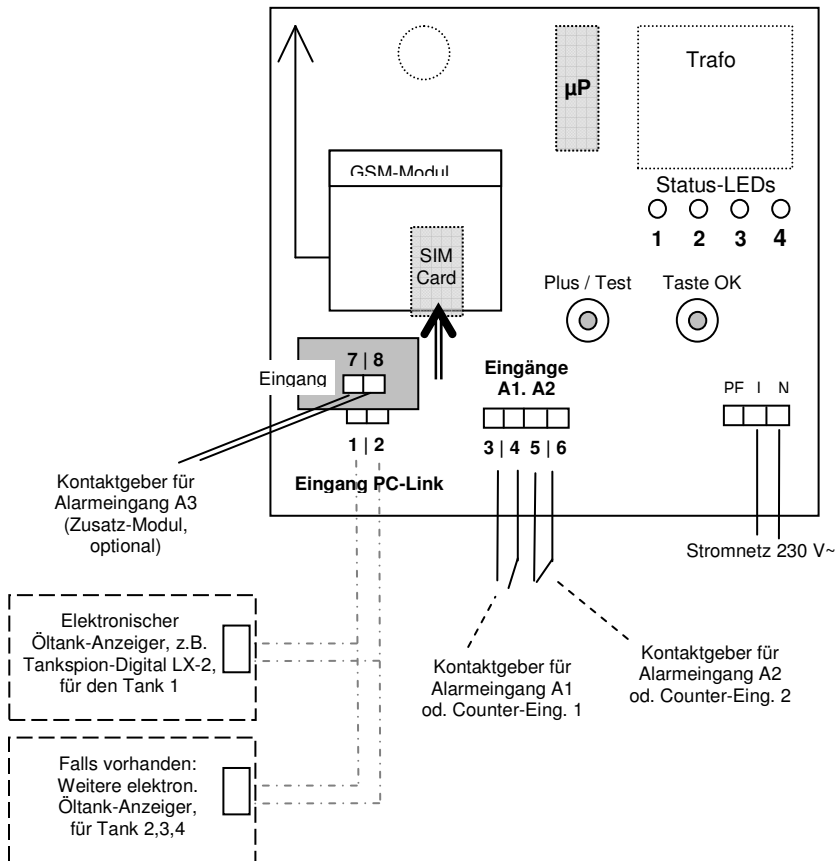 Trafo
µP
GSM-Modul
Status-LEDs
1 2 3 4
SIM
Card
Plus / Test
Taste OK
7 | 8
Eingang
1 | 2
Eingang PC-Link
Eingänge
A1. A2
3 | 4 5 | 6
PF I N
Stromnetz 230 V~
Kontaktgeber für
Alarmeingang A3
(Zusatz-Modul,
optional)
Elektronischer
Öltank-Anzeiger, z.B.
Tankspion-Digital LX-2,
für den Tank 1
Kontaktgeber für
Alarmeingang A1
od. Counter-Eing. 1
Kontaktgeber für
Alarmeingang A2
od. Counter-Eing. 2
Falls vorhanden:
Weitere elektron.
Öltank-Anzeiger,
für Tank 2,3,4